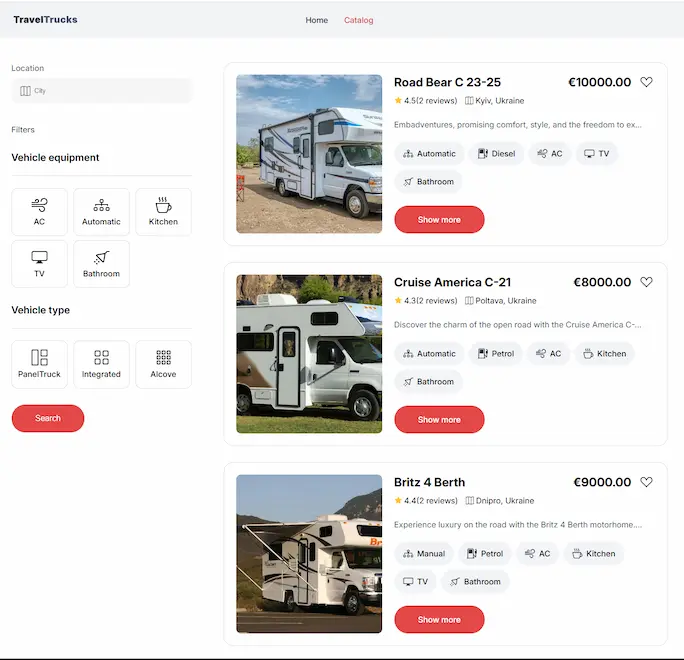 TravelTrucks
Home Catalog
Location
City
Filters
Vehicle equipment
AC Automatic Kitchen
TV Bathroom
Vehicle type
PanelTruck Integrated Alcove
Search
Road Bear C 23-25 €10000.00
4.5(2 reviews) Kyiv, Ukraine
Embadventures, promising comfort, style, and the freedom to ex...
Automatic Diesel AC TV
Bathroom
Show more
Cruise America C-21 €8000.00
4.3(2 reviews) Poltava, Ukraine
Discover the charm of the open road with the Cruise America C-...
Automatic Petrol AC Kitchen
Bathroom
Show more
Britz 4 Berth €9000.00
4.4(2 reviews) Dnipro, Ukraine
Experience luxury on the road with the Britz 4 Berth motorhome....
Manual Petrol AC Kitchen
TV Bathroom
Show more